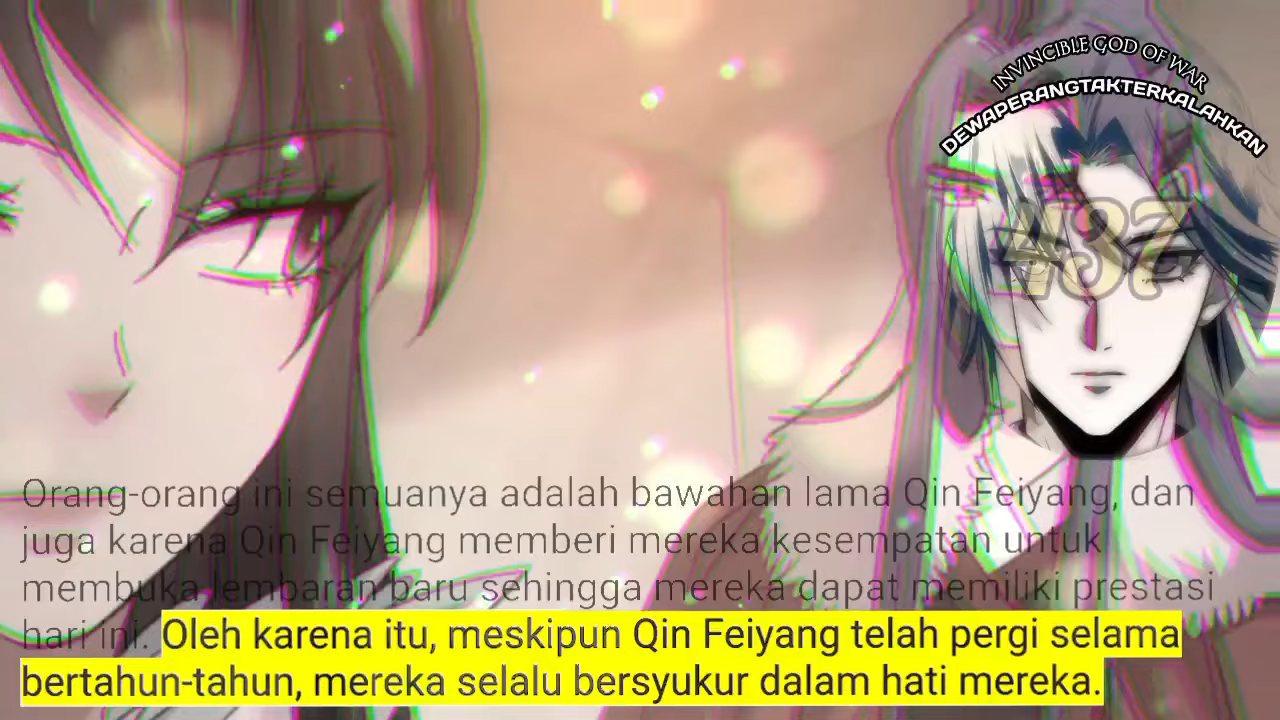 INVINCIBLE GOD OF WAR
DEWAPERANGTAKTERKALAHKAN
437
Orang-orang ini semuanya adalah bawahan lama Qin Feiyang, dan
juga karena Qin Feiyang memberi mereka kesempatan untuk
membuka lembaran baru sehingga mereka dapat memiliki prestasi
hari ini. Oleh karena itu, meskipun Qin Feiyang telah pergi selama
bertahun-tahun, mereka selalu bersyukur dalam hati mereka.